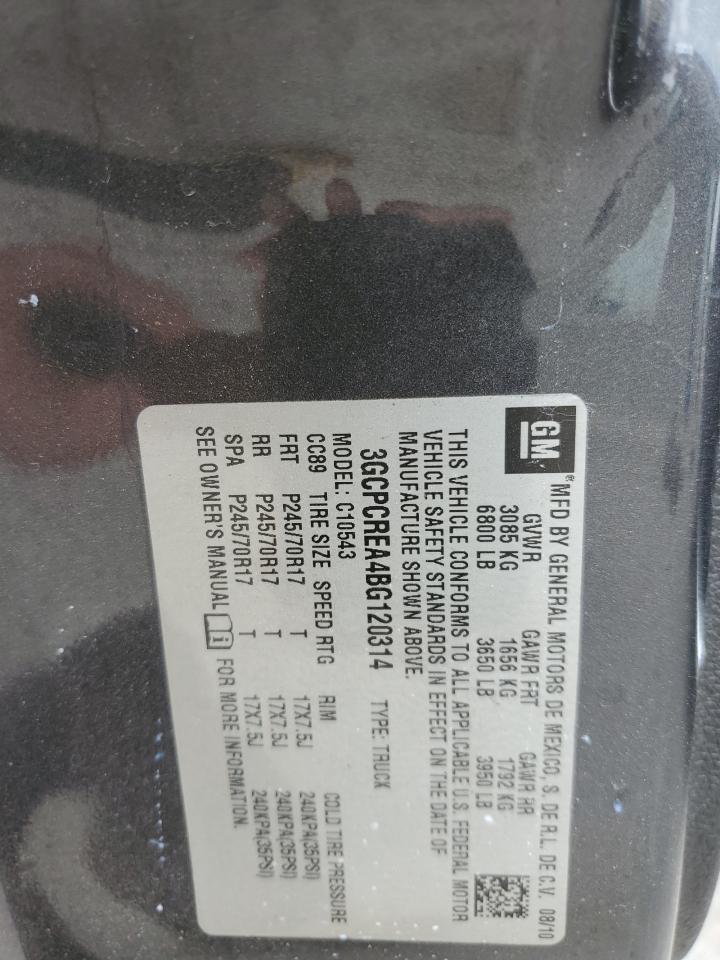 GM ® MFD BY GENERAL MOTORS DE MEXICO, S. DE R.L. DE C.V. 08/10
GVWR GAWR FRT GAWR RR
3085 KG 1656 KG 1792 KG
6800 LB 3650 LB 3950 LB
THIS VEHICLE CONFORMS TO ALL APPLICABLE U.S. FEDERAL MOTOR
VEHICLE SAFETY STANDARDS IN EFFECT ON THE DATE OF
MANUFACTURE SHOWN ABOVE.
3GCPCREA4BG120314 TYPE: TRUCK
MODEL: C10543
CC89 TIRE SIZE SPEED RTG RIM COLD TIRE PRESSURE
FRT P245/70R17 T 17X7.5J 240KPA(35PSI)
RR P245/70R17 T 17X7.5J 240KPA(35PSI)
SPA P245/70R17 T 17X7.5J 240KPA(35PSI)
SEE OWNER'S MANUAL i FOR MORE INFORMATION.